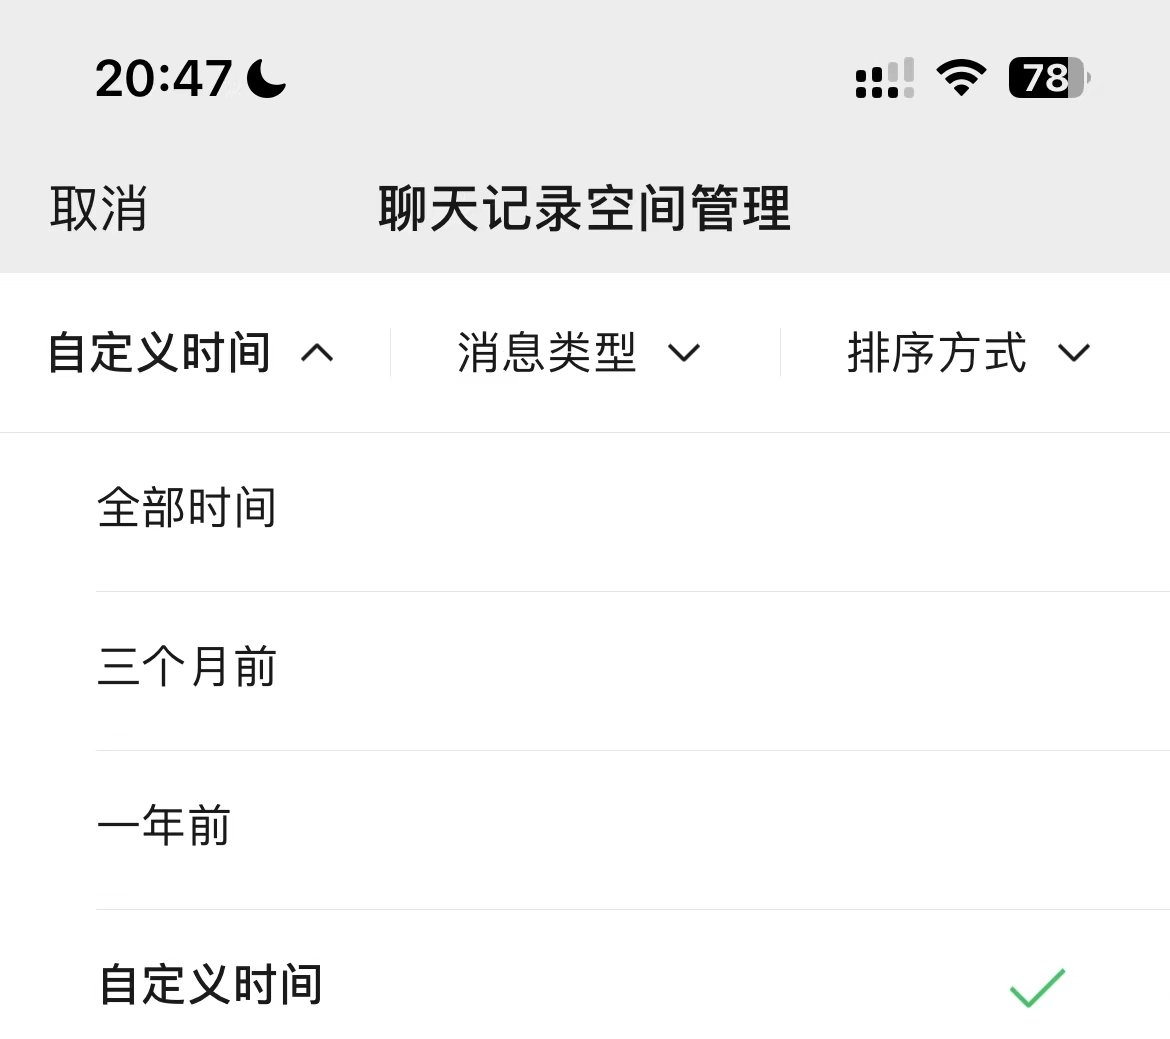 20:47 78
取消 聊天记录空间管理
自定义时间 消息类型 排序方式
全部时间
三个月前
一年前
自定义时间